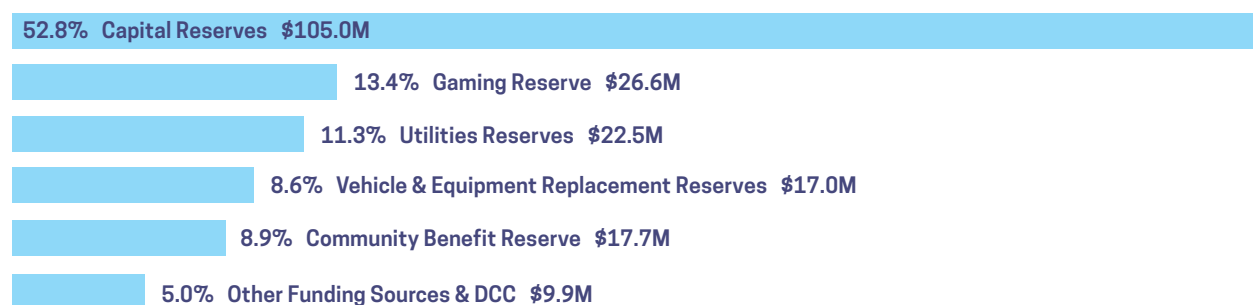 52.8% Capital Reserves $105.0M
13.4% Gaming Reserve $26.6M
11.3% Utilities Reserves $22.5M
8.6% Vehicle & Equipment Replacement Reserves $17.0M
8.9% Community Benefit Reserve $17.7M
5.0% Other Funding Sources & DCC $9.9M